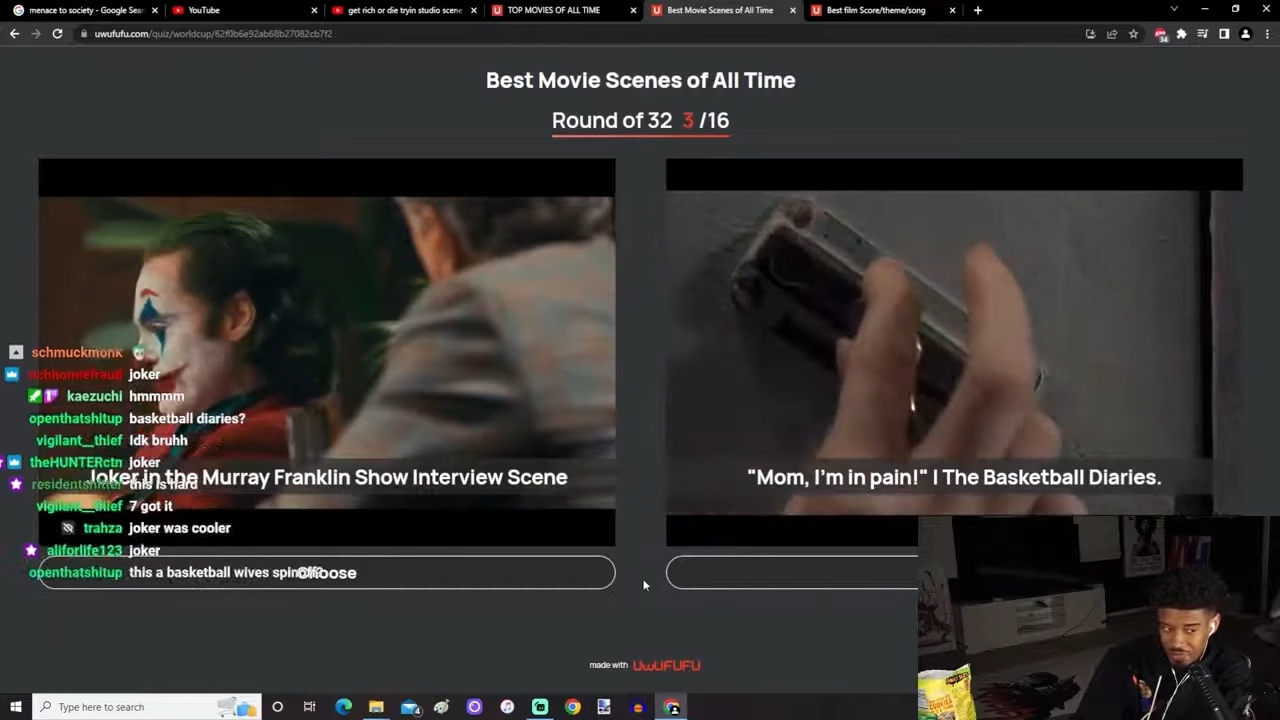 menace to society - Google Sear
YouTube
get rich or die tryin studio scene
TOP MOVIES OF ALL TIME
Best Movie Scenes of All Time
Best film Score/theme/song
uwufufu.com/quiz/worldcup/62f0b6e92ab68b27082cb7f2
34
Best Movie Scenes of All Time
Round of 32 3 /16
schmuckmonk
joker
kaezuchi hmmmm
openthatshitup basketball diaries?
vigilant__thief Idk bruhh
theHUNTERctn joker
Joker in the Murray Franklin Show Interview Scene
"Mom, I'm in pain!" | The Basketball Diaries.
this is hard
vigilant__thief 7 got it
trahza joker was cooler
aliforlife123 joker
openthatshitup this a basketball wives spinoff?
Choose
made with UWUFUFU
Type here to search